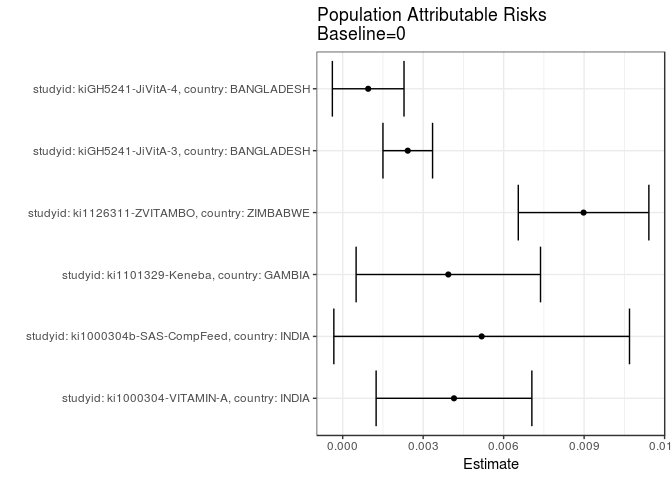 Population Attributable Risks
Baseline=0
studyid: kiGH5241-JiVitA-4, country: BANGLADESH
studyid: kiGH5241-JiVitA-3, country: BANGLADESH
studyid: ki1126311-ZVITAMBO, country: ZIMBABWE
studyid: ki1101329-Keneba, country: GAMBIA
studyid: ki1000304b-SAS-CompFeed, country: INDIA
studyid: ki1000304-VITAMIN-A, country: INDIA
0.000 0.003 0.006 0.009 0.01
Estimate